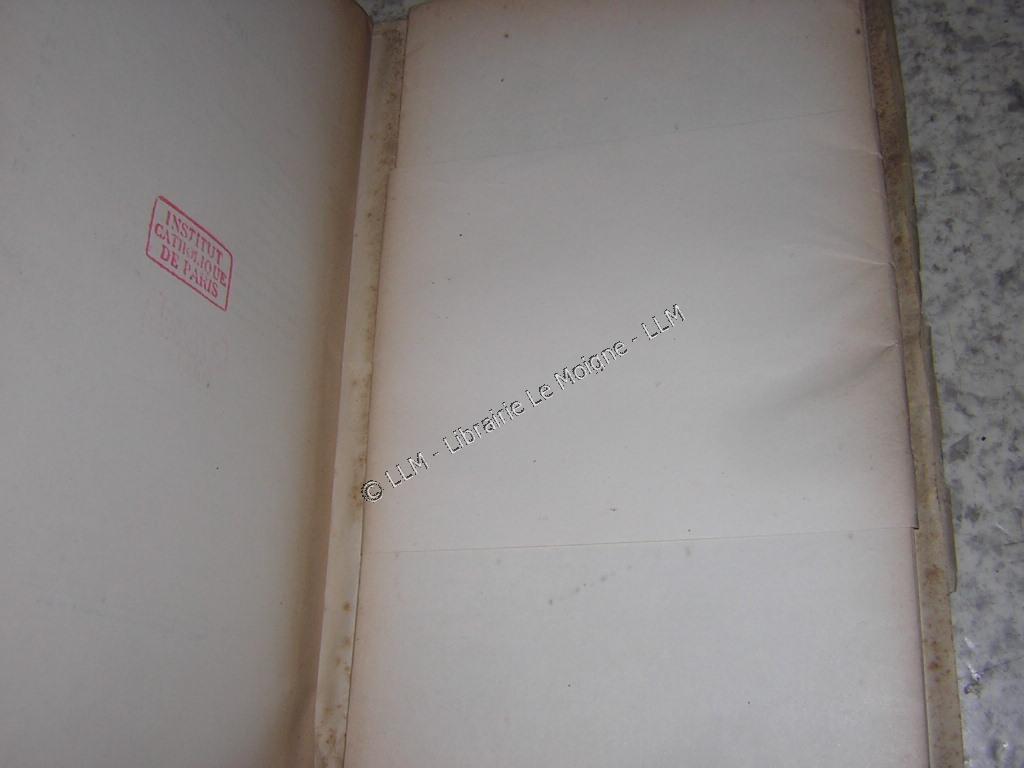 INSTITUT
CATHOLIQUE
DE PARIS
© LLM - Librairie Le Moigne - LLM